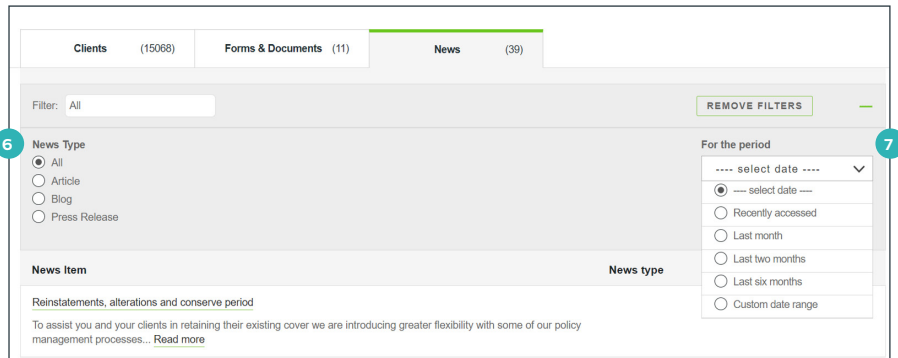 Clients (15068) Forms & Documents (11) News (39)
Filter: All REMOVE FILTERS
6 News Type
All
Article
Blog
Press Release
For the period 7
---- select date ----
---- select date ----
Recently accessed
Last month
Last two months
Last six months
Custom date range
News Item News type
Reinstatements, alterations and conserve period
To assist you and your clients in retaining their existing cover we are introducing greater flexibility with some of our policy
management processes... Read more